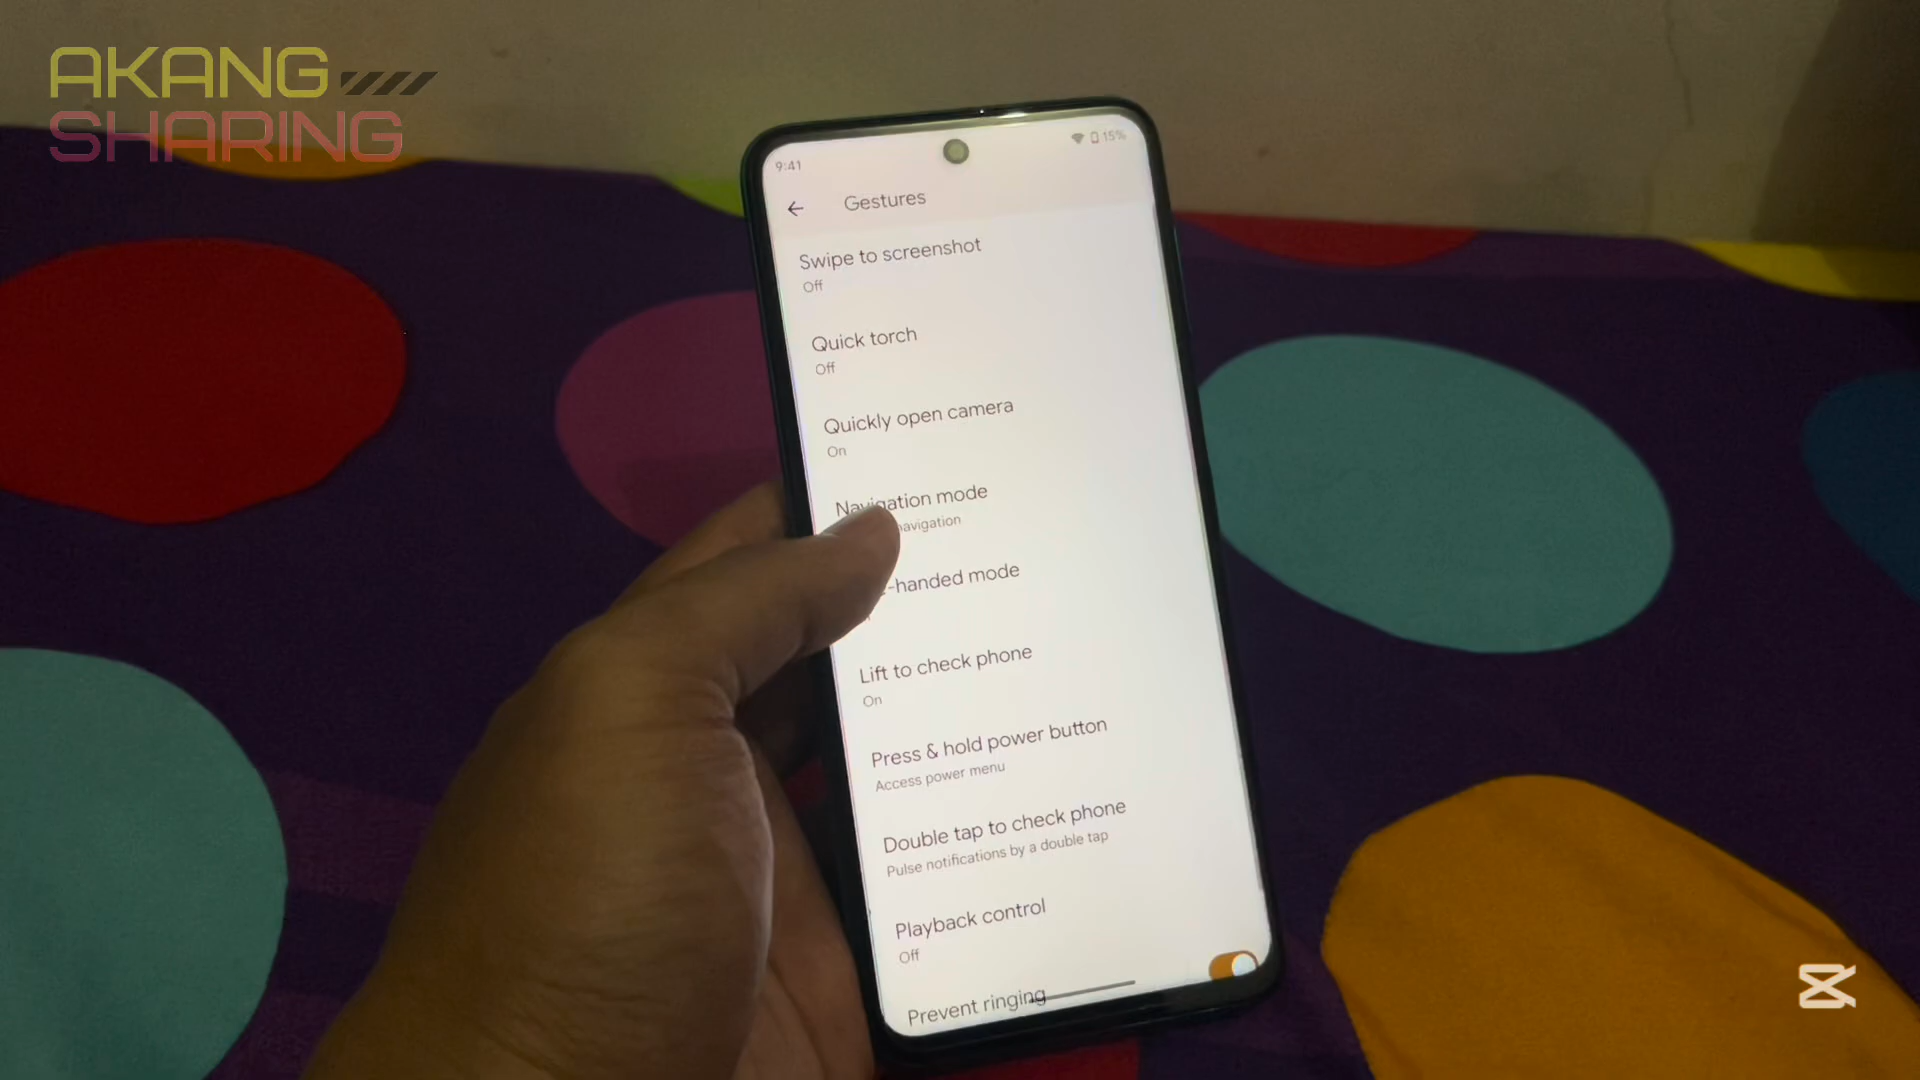 AKANG
SHARING
9:41
15%
Gestures
Swipe to screenshot
Off
Quick torch
Off
Quickly open camera
On
Navigation mode
navigation
-handed mode
Lift to check phone
On
Press & hold power button
Access power menu
Double tap to check phone
Pulse notifications by a double tap
Playback control
Off
Prevent ringing